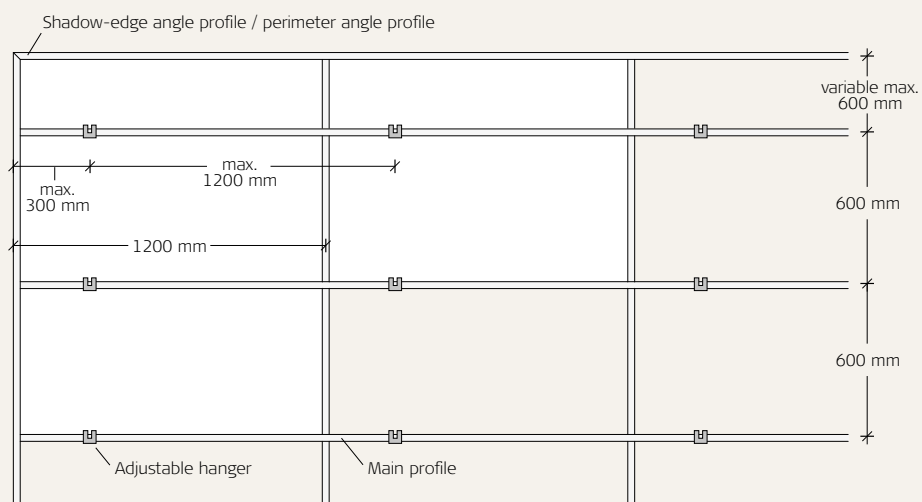 Shadow-edge angle profile / perimeter angle profile
variable max.
600 mm
max.
1200 mm
max.
300 mm
600 mm
1200 mm
600 mm
Adjustable hanger
Main profile